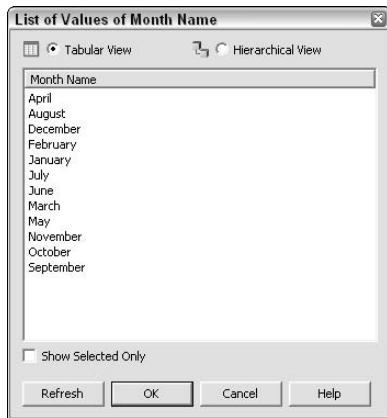 List of Values of Month Name
Tabular View Hierarchical View
Month Name
April
August
December
February
January
July
June
March
May
November
October
September
Show Selected Only
Refresh OK Cancel Help